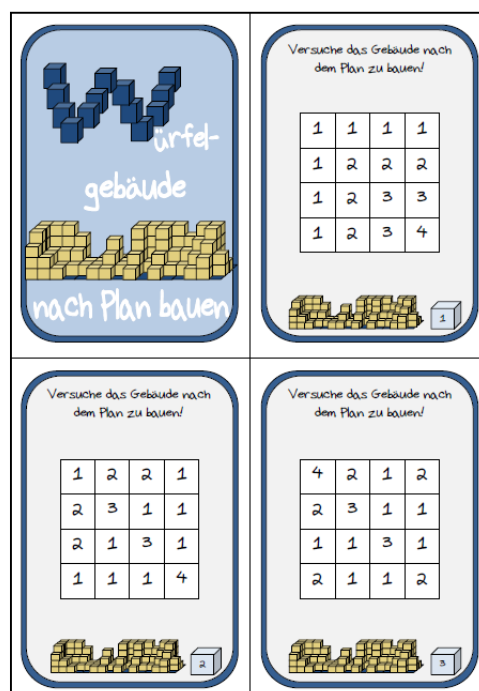 Würfel-
gebäude
nach Plan bauen
Versuche das Gebäude nach
dem Plan zu bauen!
1 1 1 1
1 2 2 2
1 2 3 3
1 2 3 4
1
Versuche das Gebäude nach
dem Plan zu bauen!
1 2 2 1
2 3 1 1
2 1 3 1
1 1 1 4
2
Versuche das Gebäude nach
dem Plan zu bauen!
4 2 1 2
2 3 1 1
1 1 3 1
2 1 1 2
3